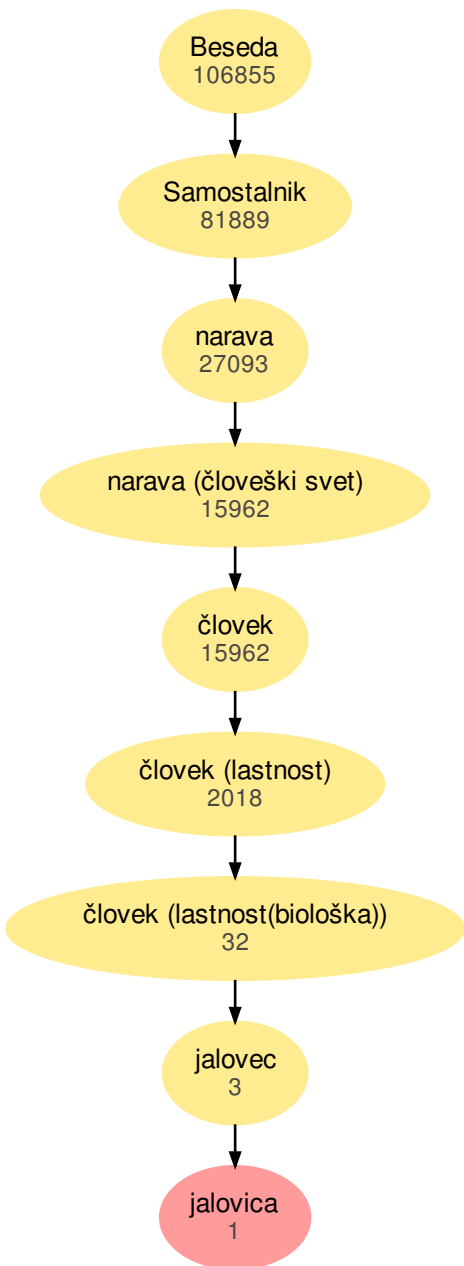 Beseda
106855
Samostalnik
81889
narava
27093
narava (človeški svet)
15962
človek
15962
človek (lastnost)
2018
človek (lastnost(biološka))
32
jalovec
3
jalovica
1